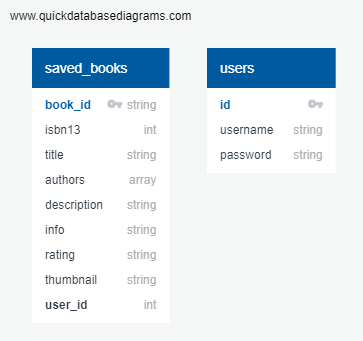 www.quickdatabasediagrams.com
saved_books
book_id string
isbn13 int
title string
authors array
description string
info string
rating string
thumbnail string
user_id int
users
id
username string
password string